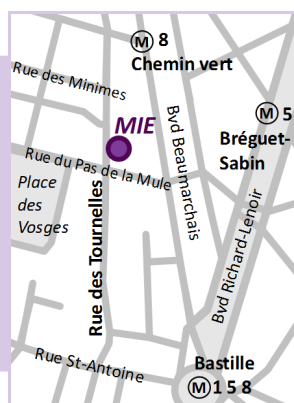 M 8
Chemin vert
Rue des Minimes
MIE
M 5
Bréguet-
Sabin
Bvd Beaumarchais
Rue du Pas de la Mule
Place
des
Vosges
Rue des Tournelles
Bvd Richard-Lenoir
Rue St-Antoine
Bastille
M 1 5 8